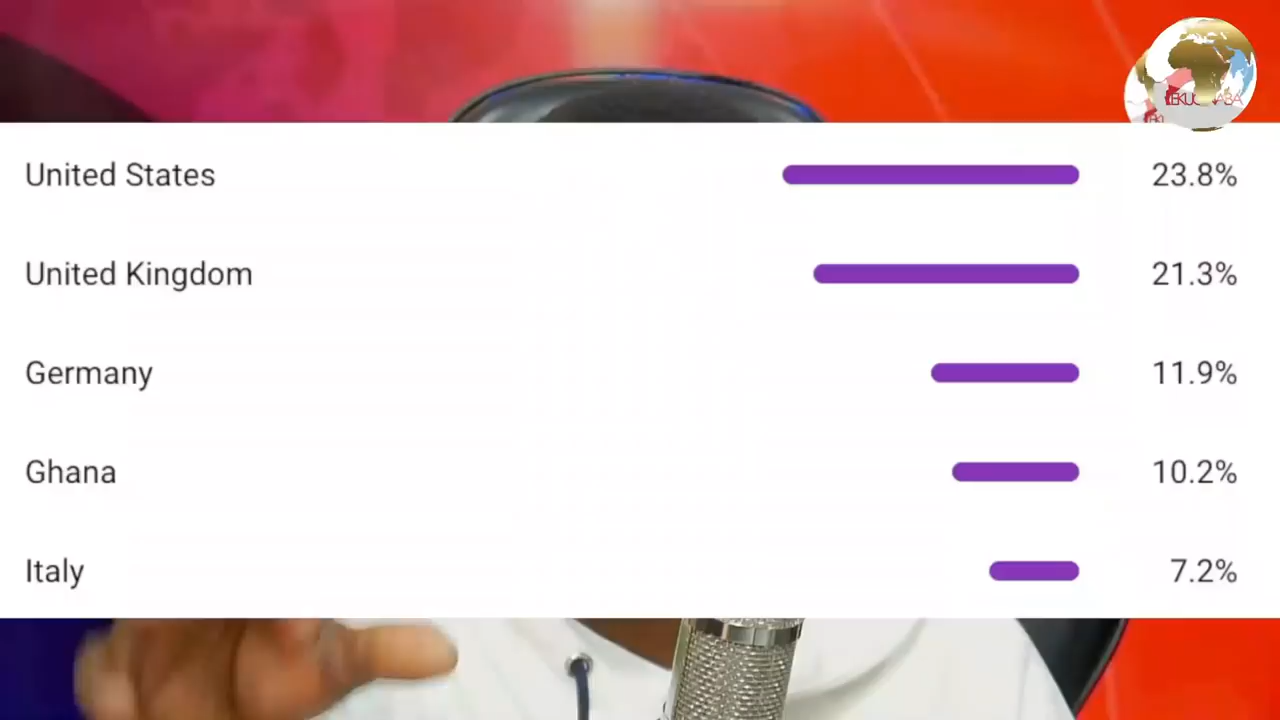 United States 23.8%
United Kingdom 21.3%
Germany 11.9%
Ghana 10.2%
Italy 7.2%